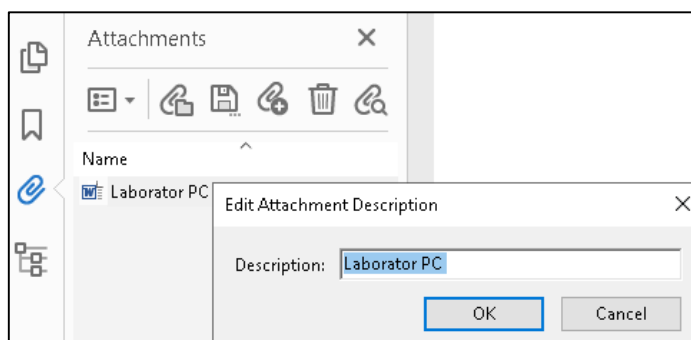 Attachments
Name
Laborator PC
Edit Attachment Description
Description: Laborator PC
OK Cancel